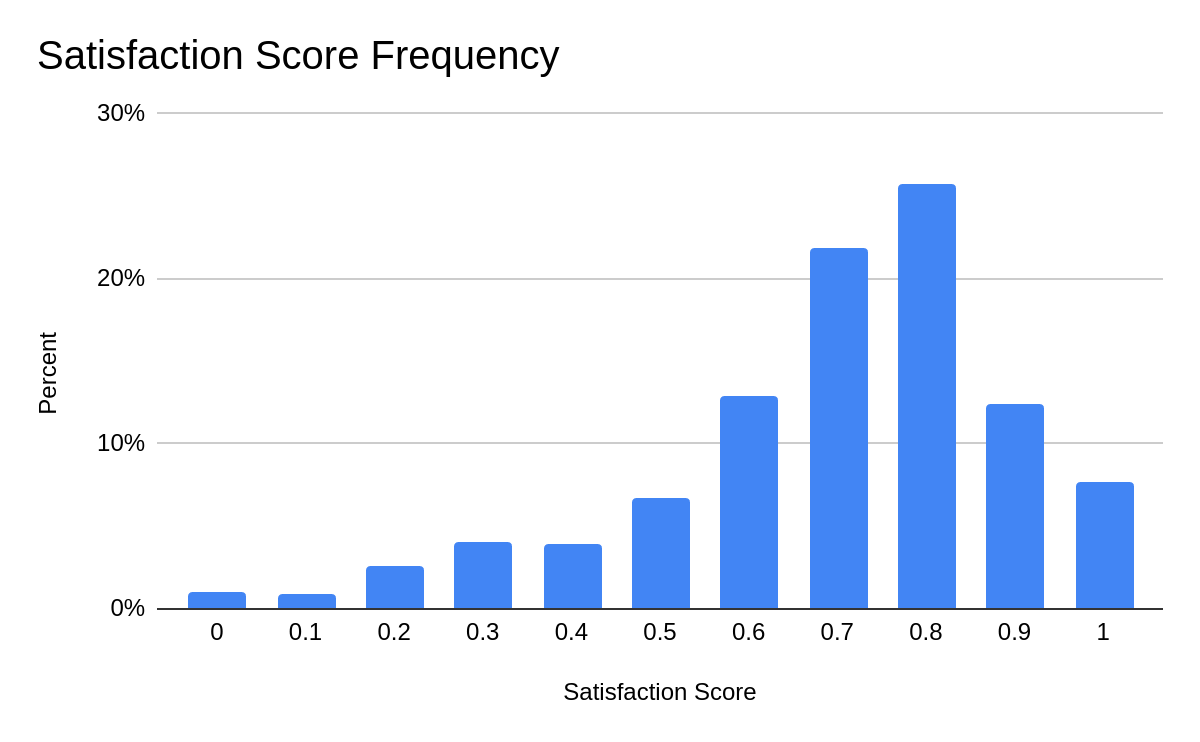 Satisfaction Score Frequency
30%
20%
10%
0%
Percent
0 0.1 0.2 0.3 0.4 0.5 0.6 0.7 0.8 0.9 1
Satisfaction Score